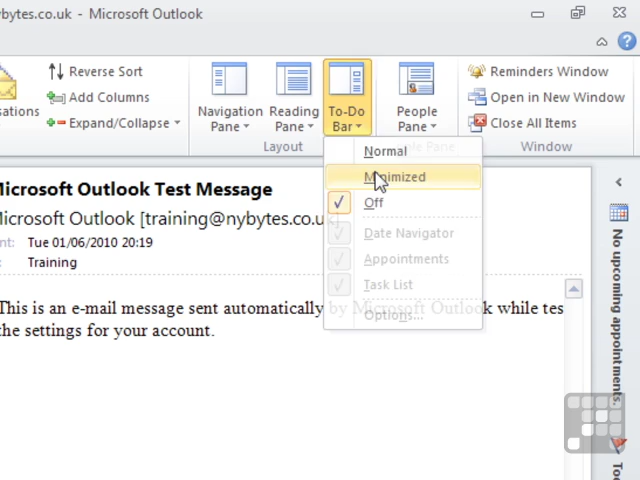 ybytes.co.uk - Microsoft Outlook
Reverse Sort
Add Columns
Expand/Collapse
Navigation Pane
Reading Pane
To-Do Bar
People Pane
Reminders Window
Open in New Window
Close All Items
Layout
Window
Normal
Minimized
Off
Date Navigator
Appointments
Task List
Options...
Microsoft Outlook Test Message
Microsoft Outlook [training@nybytes.co.u
nt: Tue 01/06/2010 20:19
: Training
This is an e-mail message sent automatically by Microsoft Outlook while tes
the settings for your account.
No upcoming appointments.